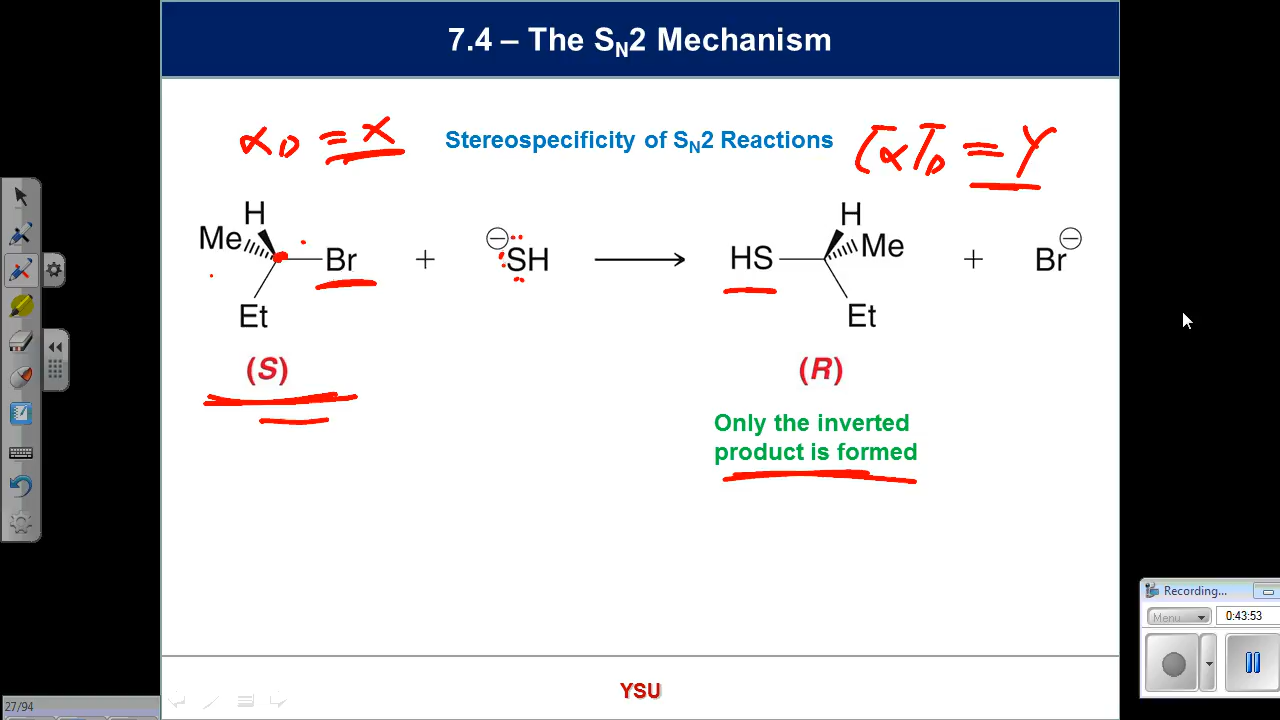 7.4 – The SN2 Mechanism
αD = X
Stereospecificity of SN2 Reactions
[α]D = Y
H
Me
Br
Et
+
⊖
SH
⟶
H
HS
Me
Et
+
Br⊖
(S)
(R)
Only the inverted
product is formed
YSU
27/94
Recording...
Menu
0:43:53